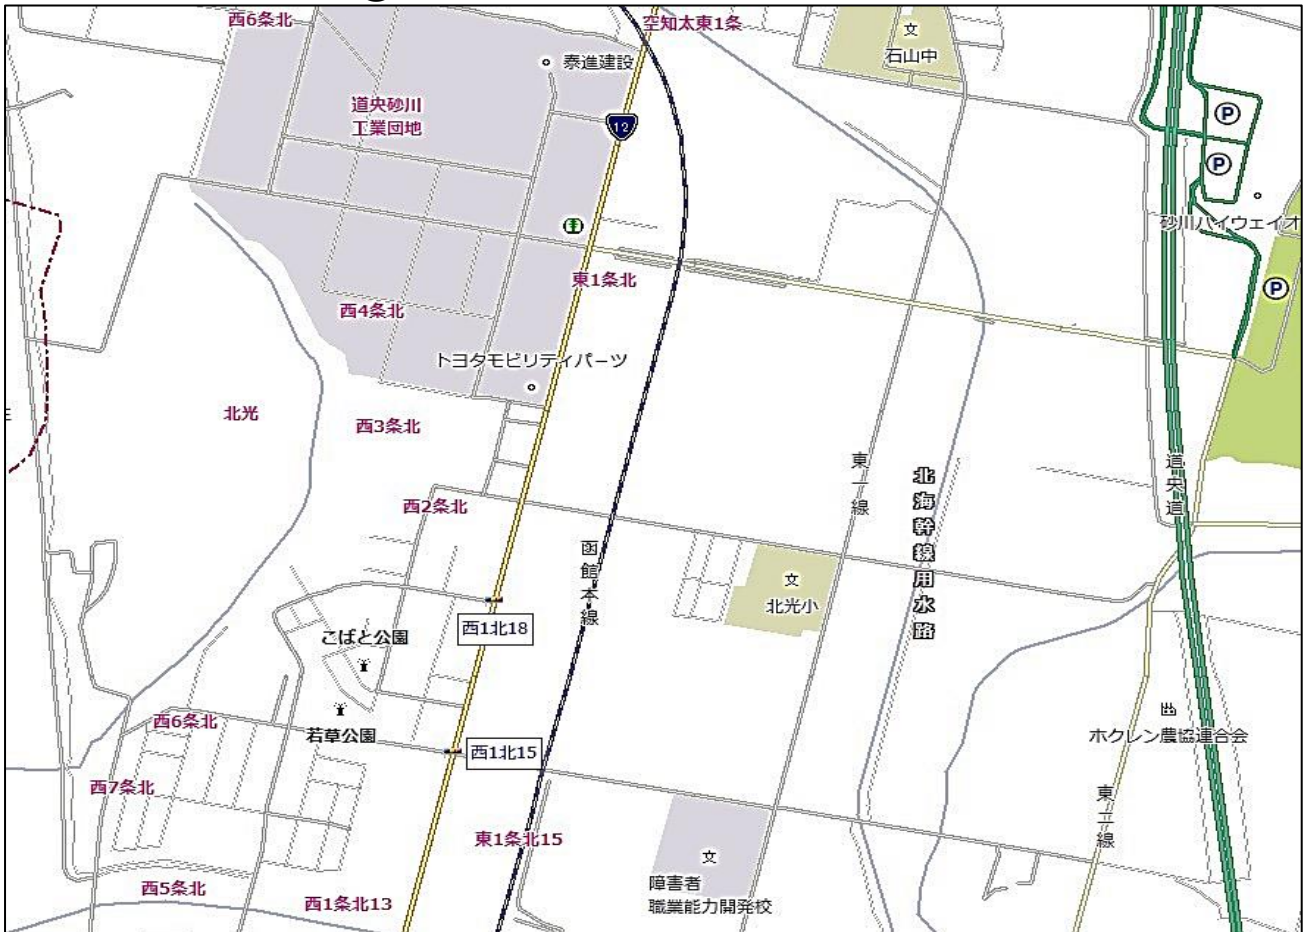 西6条北
空知太東1条
文
石山中
泰進建設
道央砂川
工業団地
12
P
P
砂川ハイウェイオ
P
東1条北
西4条北
トヨタモビリティパーツ
北光
西3条北
東一線
北海幹線用水路
道央道
西2条北
函館本線
文
北光小
西1北18
こばと公園
西6条北
若草公園
西1北15
ホクレン農協連合会
西7条北
東三線
東1条北15
文
西5条北
西1条北13
障害者
職業能力開発校